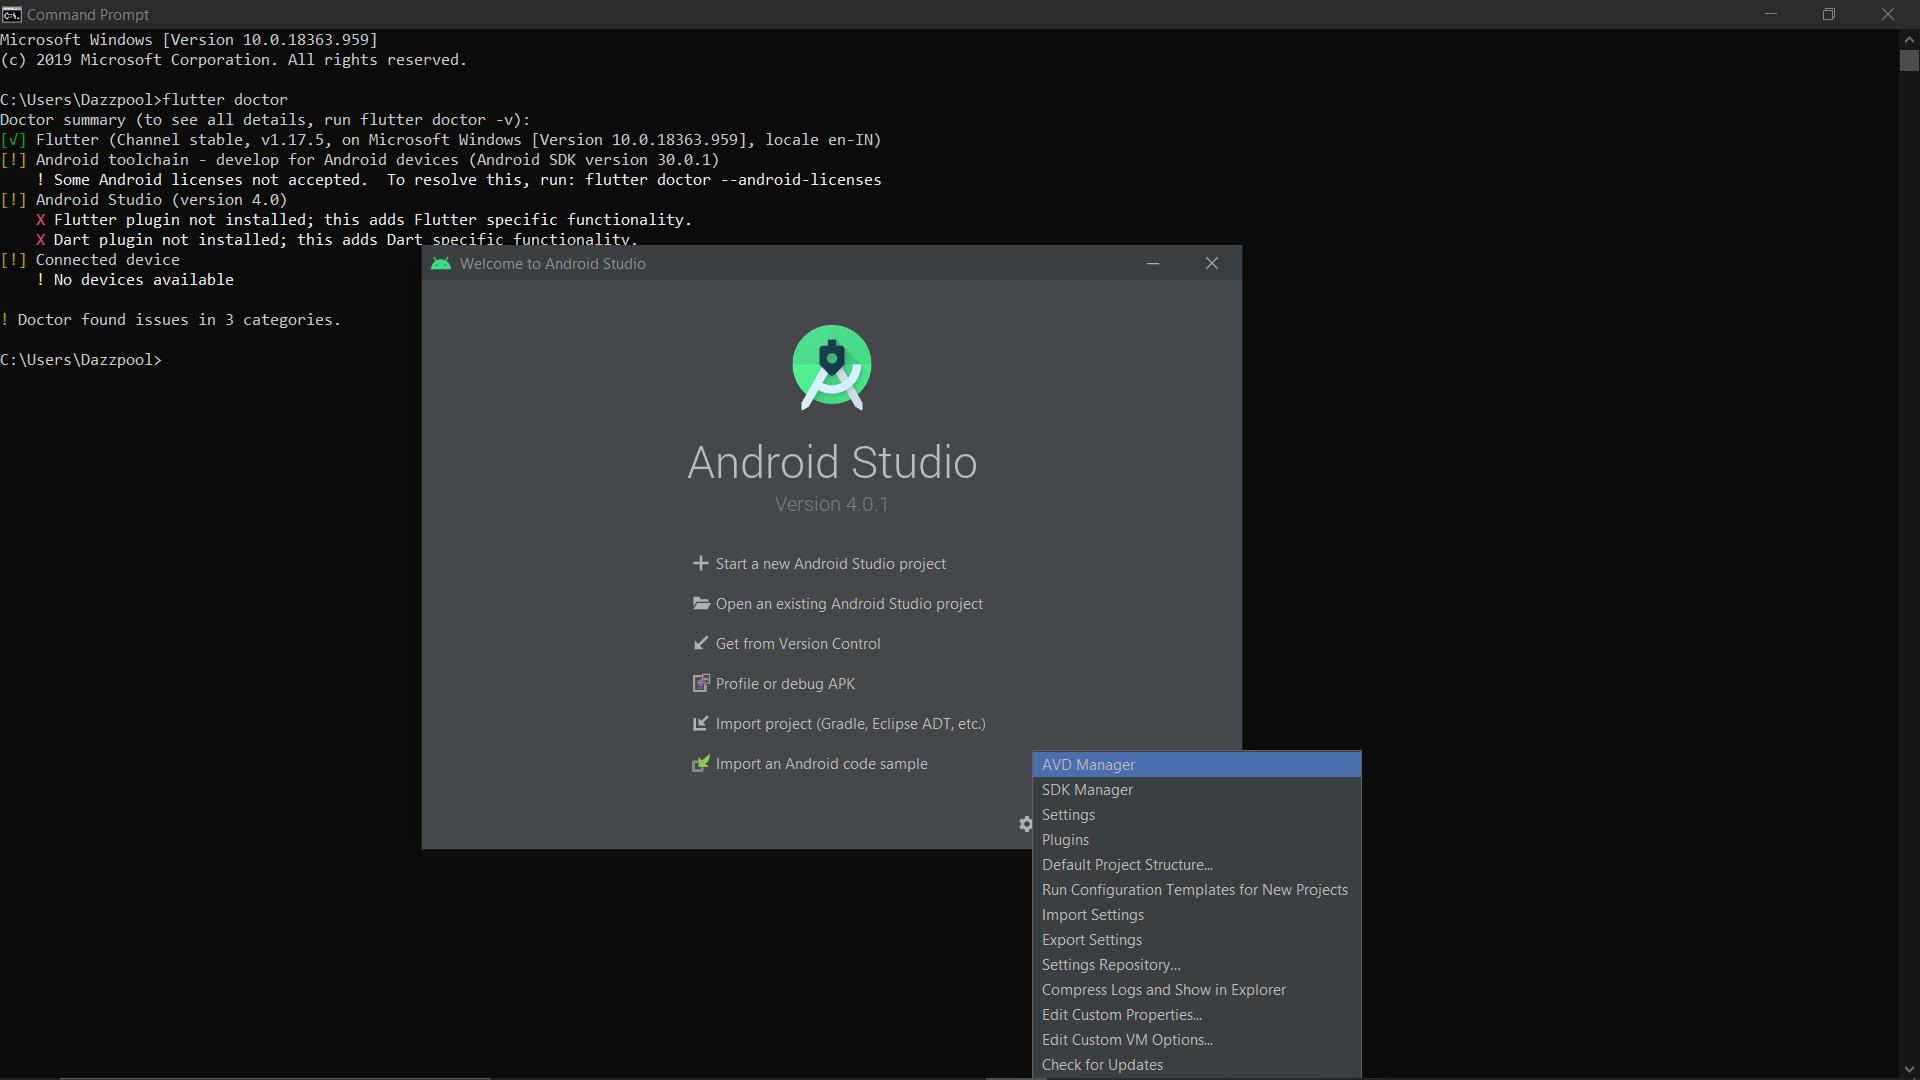 Command Prompt
Microsoft Windows [Version 10.0.18363.959]
(c) 2019 Microsoft Corporation. All rights reserved.
C:\Users\Dazzpool>flutter doctor
Doctor summary (to see all details, run flutter doctor -v):
[√] Flutter (Channel stable, v1.17.5, on Microsoft Windows [Version 10.0.18363.959], locale en-IN)
[!] Android toolchain - develop for Android devices (Android SDK version 30.0.1)
! Some Android licenses not accepted.  To resolve this, run: flutter doctor --android-licenses
[!] Android Studio (version 4.0)
X Flutter plugin not installed; this adds Flutter specific functionality.
X Dart plugin not installed; this adds Dart specific functionality.
[!] Connected device
! No devices available
! Doctor found issues in 3 categories.
C:\Users\Dazzpool>
Welcome to Android Studio
Android Studio
Version 4.0.1
Start a new Android Studio project
Open an existing Android Studio project
Get from Version Control
Profile or debug APK
Import project (Gradle, Eclipse ADT, etc.)
Import an Android code sample
AVD Manager
SDK Manager
Settings
Plugins
Default Project Structure...
Run Configuration Templates for New Projects
Import Settings
Export Settings
Settings Repository...
Compress Logs and Show in Explorer
Edit Custom Properties...
Edit Custom VM Options...
Check for Updates